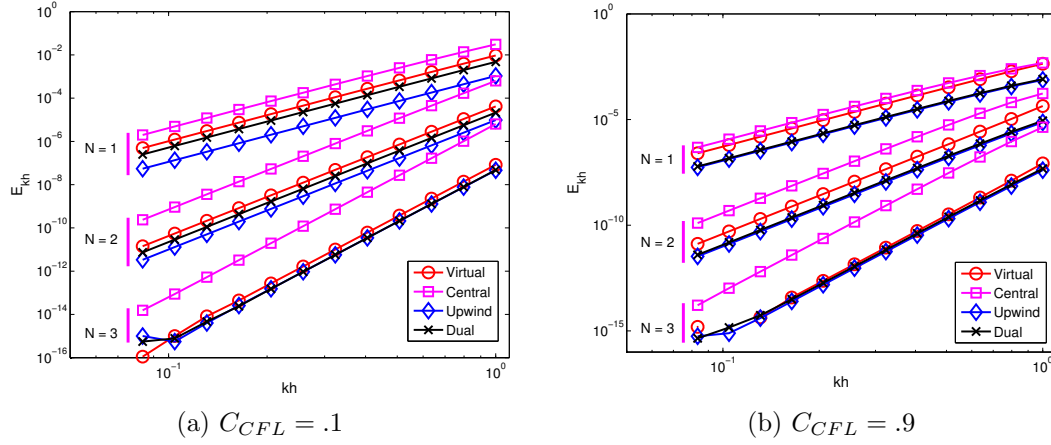 10^0
10^-2
10^-4
10^-6
10^-8
10^-10
10^-12
10^-14
10^-16
E_kh
N = 1
N = 2
N = 3
Virtual
Central
Upwind
Dual
10^-1
10^0
kh
(a) C_CFL = .1
10^0
10^-5
10^-10
10^-15
E_kh
N = 1
N = 2
N = 3
Virtual
Central
Upwind
Dual
10^-1
10^0
kh
(b) C_CFL = .9